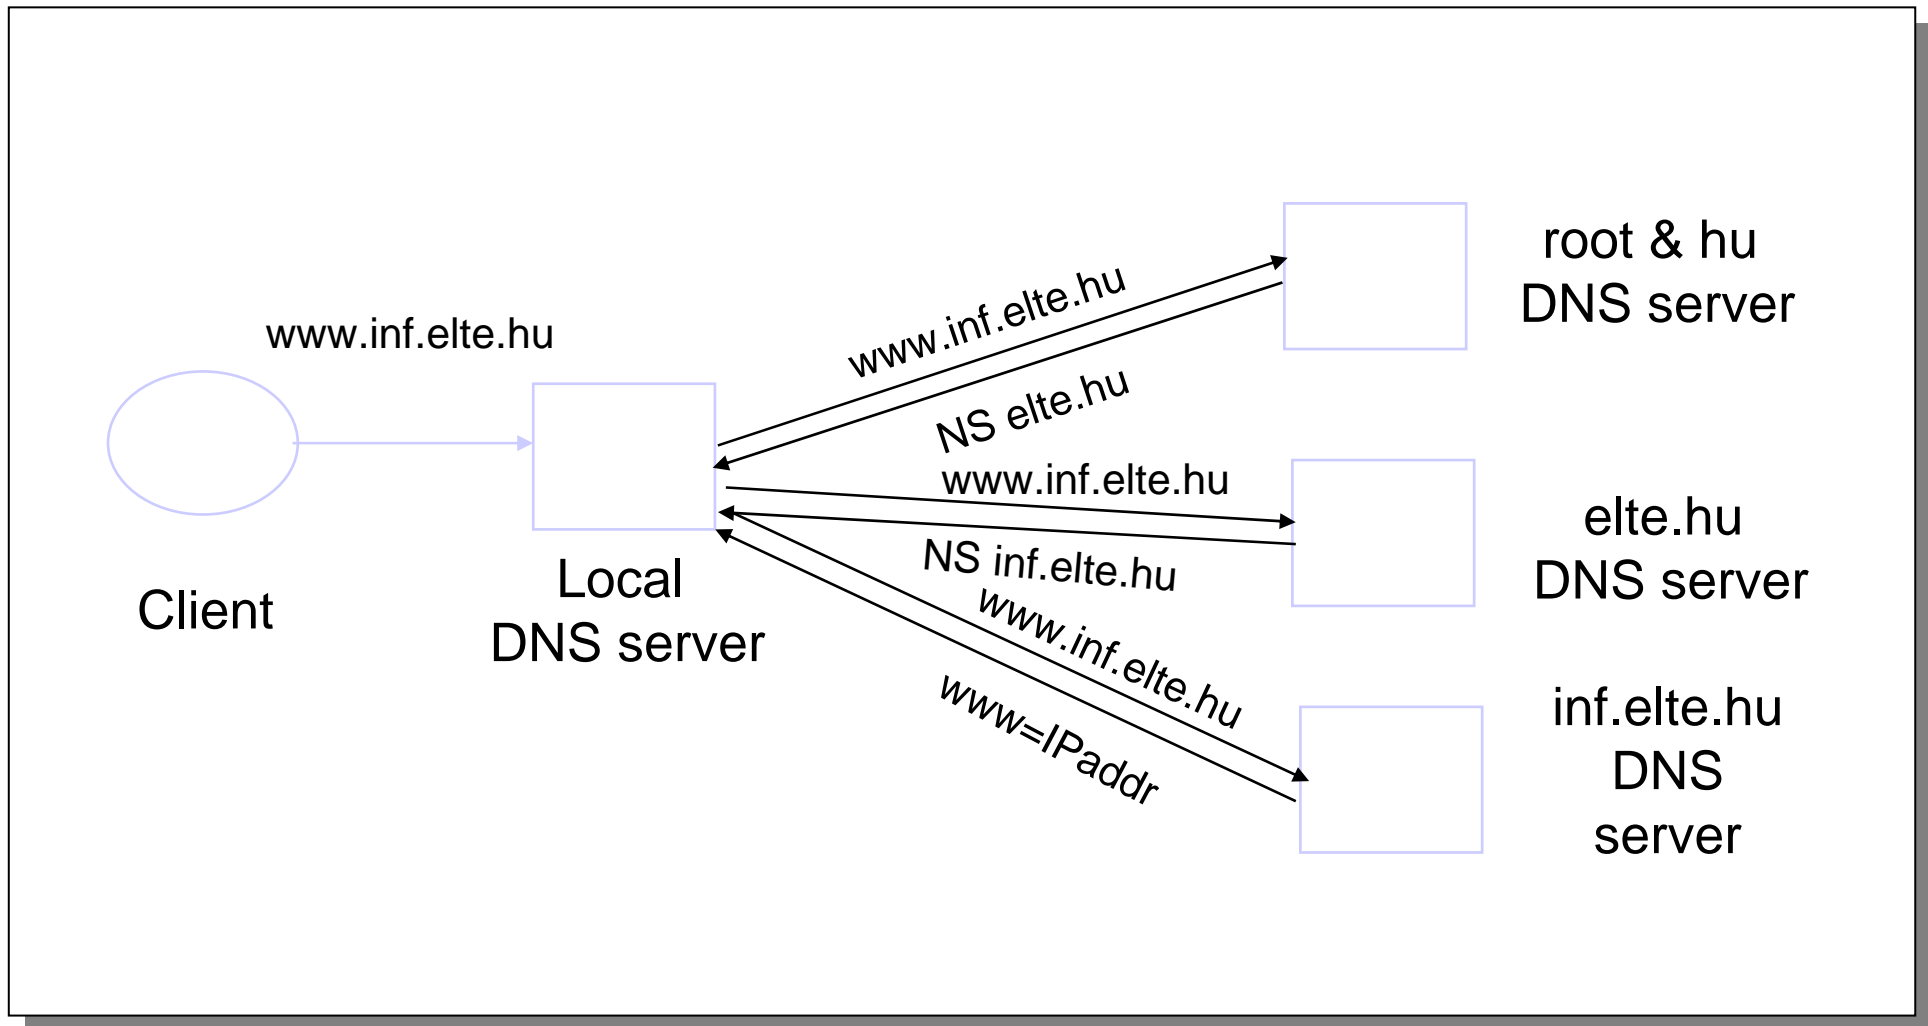 www.inf.elte.hu
Client
Local
DNS server
www.inf.elte.hu
NS elte.hu
root & hu
DNS server
www.inf.elte.hu
NS inf.elte.hu
elte.hu
DNS server
www.inf.elte.hu
www=IPaddr
inf.elte.hu
DNS
server